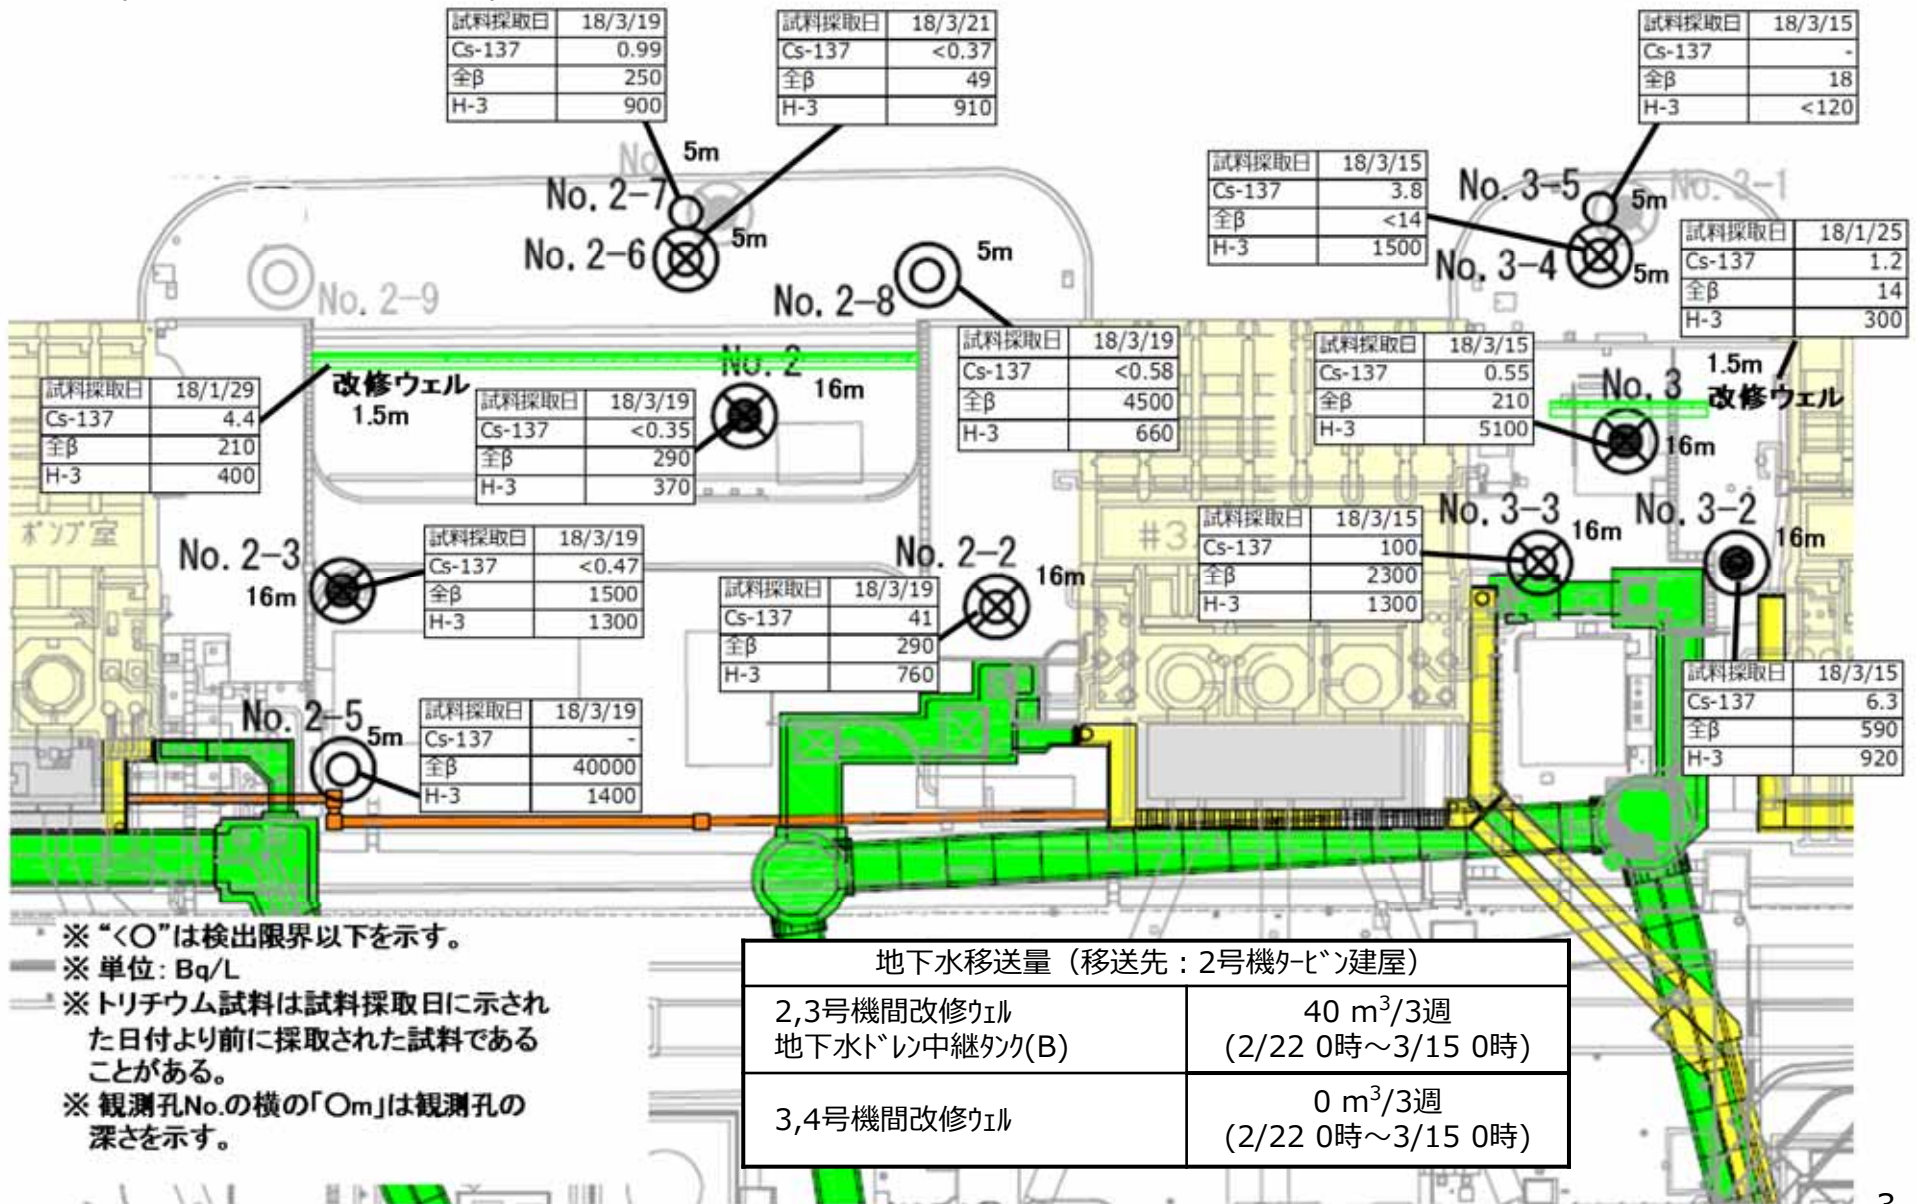 試料採取日 18/3/19
Cs-137 0.99
全β 250
H-3 900
試料採取日 18/3/21
Cs-137 <0.37
全β 49
H-3 910
試料採取日 18/3/15
Cs-137 -
全β 18
H-3 <120
No. 5m
No. 2-7
No. 2-6 5m
No. 2-8 5m
No. 2-9
試料採取日 18/3/15
Cs-137 3.8
全β <14
H-3 1500
No. 3-5 5m
No. 3-1
No. 3-4 5m
試料採取日 18/1/25
Cs-137 1.2
全β 14
H-3 300
試料採取日 18/1/29
Cs-137 4.4
全β 210
H-3 400
改修ウェル
1.5m
試料採取日 18/3/19
Cs-137 <0.35
全β 290
H-3 370
No. 2
16m
試料採取日 18/3/19
Cs-137 <0.58
全β 4500
H-3 660
試料採取日 18/3/15
Cs-137 0.55
全β 210
H-3 5100
No. 3
16m
1.5m
改修ウェル
ポンプ室
No. 2-3
16m
試料採取日 18/3/19
Cs-137 <0.47
全β 1500
H-3 1300
No. 2-2
16m
試料採取日 18/3/19
Cs-137 41
全β 290
H-3 760
#3
試料採取日 18/3/15
Cs-137 100
全β 2300
H-3 1300
No. 3-3
16m
No. 3-2
16m
試料採取日 18/3/15
Cs-137 6.3
全β 590
H-3 920
No. 2-5
5m
試料採取日 18/3/19
Cs-137 -
全β 40000
H-3 1400
※ “<〇”は検出限界以下を示す。
※ 単位: Bq/L
※ トリチウム試料は試料採取日に示され
た日付より前に採取された試料である
ことがある。
※ 観測孔No.の横の「〇m」は観測孔の
深さを示す。
地下水移送量（移送先：2号機ﾀｰﾋﾞﾝ建屋）
2,3号機間改修ｳｪﾙ
地下水ﾄﾞﾚﾝ中継ﾀﾝｸ(B)
40 m³/3週
(2/22 0時～3/15 0時)
3,4号機間改修ｳｪﾙ
0 m³/3週
(2/22 0時～3/15 0時)
3